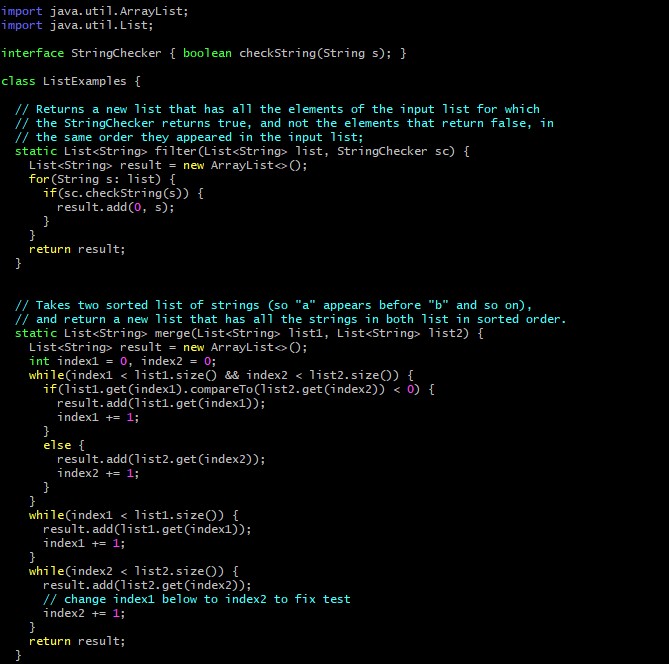 import java.util.ArrayList;
import java.util.List;

interface StringChecker { boolean checkString(String s); }

class ListExamples {

  // Returns a new list that has all the elements of the input list for which
  // the StringChecker returns true, and not the elements that return false, in
  // the same order they appeared in the input list;
  static List<String> filter(List<String> list, StringChecker sc) {
    List<String> result = new ArrayList<>();
    for(String s: list) {
      if(sc.checkString(s)) {
        result.add(0, s);
      }
    }
    return result;
  }


  // Takes two sorted list of strings (so "a" appears before "b" and so on),
  // and return a new list that has all the strings in both list in sorted order.
  static List<String> merge(List<String> list1, List<String> list2) {
    List<String> result = new ArrayList<>();
    int index1 = 0, index2 = 0;
    while(index1 < list1.size() && index2 < list2.size()) {
      if(list1.get(index1).compareTo(list2.get(index2)) < 0) {
        result.add(list1.get(index1));
        index1 += 1;
      }
      else {
        result.add(list2.get(index2));
        index2 += 1;
      }
    }
    while(index1 < list1.size()) {
      result.add(list1.get(index1));
      index1 += 1;
    }
    while(index2 < list2.size()) {
      result.add(list2.get(index2));
      // change index1 below to index2 to fix test
      index2 += 1;
    }
    return result;
  }